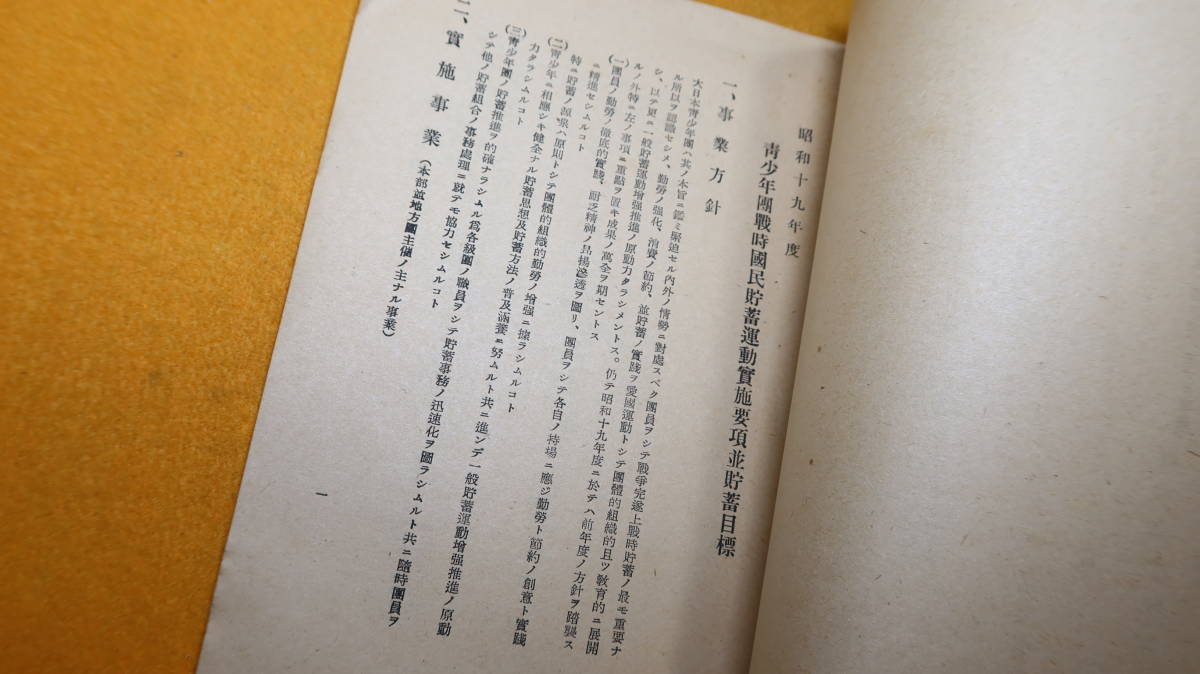 昭和十九年度
靑少年團戰時國民貯蓄運動實施要項並貯蓄目標
一、事業方針
大日本靑少年團ハ其ノ本旨ニ鑑ミ緊迫セル內外ノ情勢ニ對處スベク團員ヲシテ戰爭完遂上戰時貯蓄ノ最モ重要ナ
ル所以ヲ認識セシメ、勤勞ノ强化、消費ノ節約、並貯蓄ノ實踐ヲ愛國運動トシテ團體的組織的且ツ敎育的ニ展開
シ、以テ更ニ一般貯蓄運動增强推進ノ原動力タラシメントス。仍テ昭和十九年度ニ於テハ前年度ノ方針ヲ踏襲ス
ルノ外特ニ左ノ事項ニ重點ヲ置キ成果ノ萬全ヲ期セントス
(一)團員ノ勤勞ノ徹底的實踐、耐乏精神ノ昂揚滲透ヲ圖リ、團員ヲシテ各自ノ持場ニ應ジ勤勞ト節約ノ創意ト實踐
ニ精進セシムルコト
特ニ貯蓄ノ源泉ハ原則トシテ團體的組織的勤勞ノ增强ニ據ラシムルコト
(二)靑少年ニ相應シキ健全ナル貯蓄思想及貯蓄方法ノ普及涵養ニ努ムルト共ニ進ンデ一般貯蓄運動增强推進ノ原動
力タラシムルコト
(三)靑少年團ノ貯蓄推進ヲ的確ナラシムル爲各級團ノ職員ヲシテ貯蓄事務ノ迅速化ヲ圖ラシムルト共ニ隨時團員ヲ
シテ他ノ貯蓄組合ノ事務處理ニ就テモ協力セシムルコト
二、實施事業(本部並地方團主催ノ主ナル事業)
一